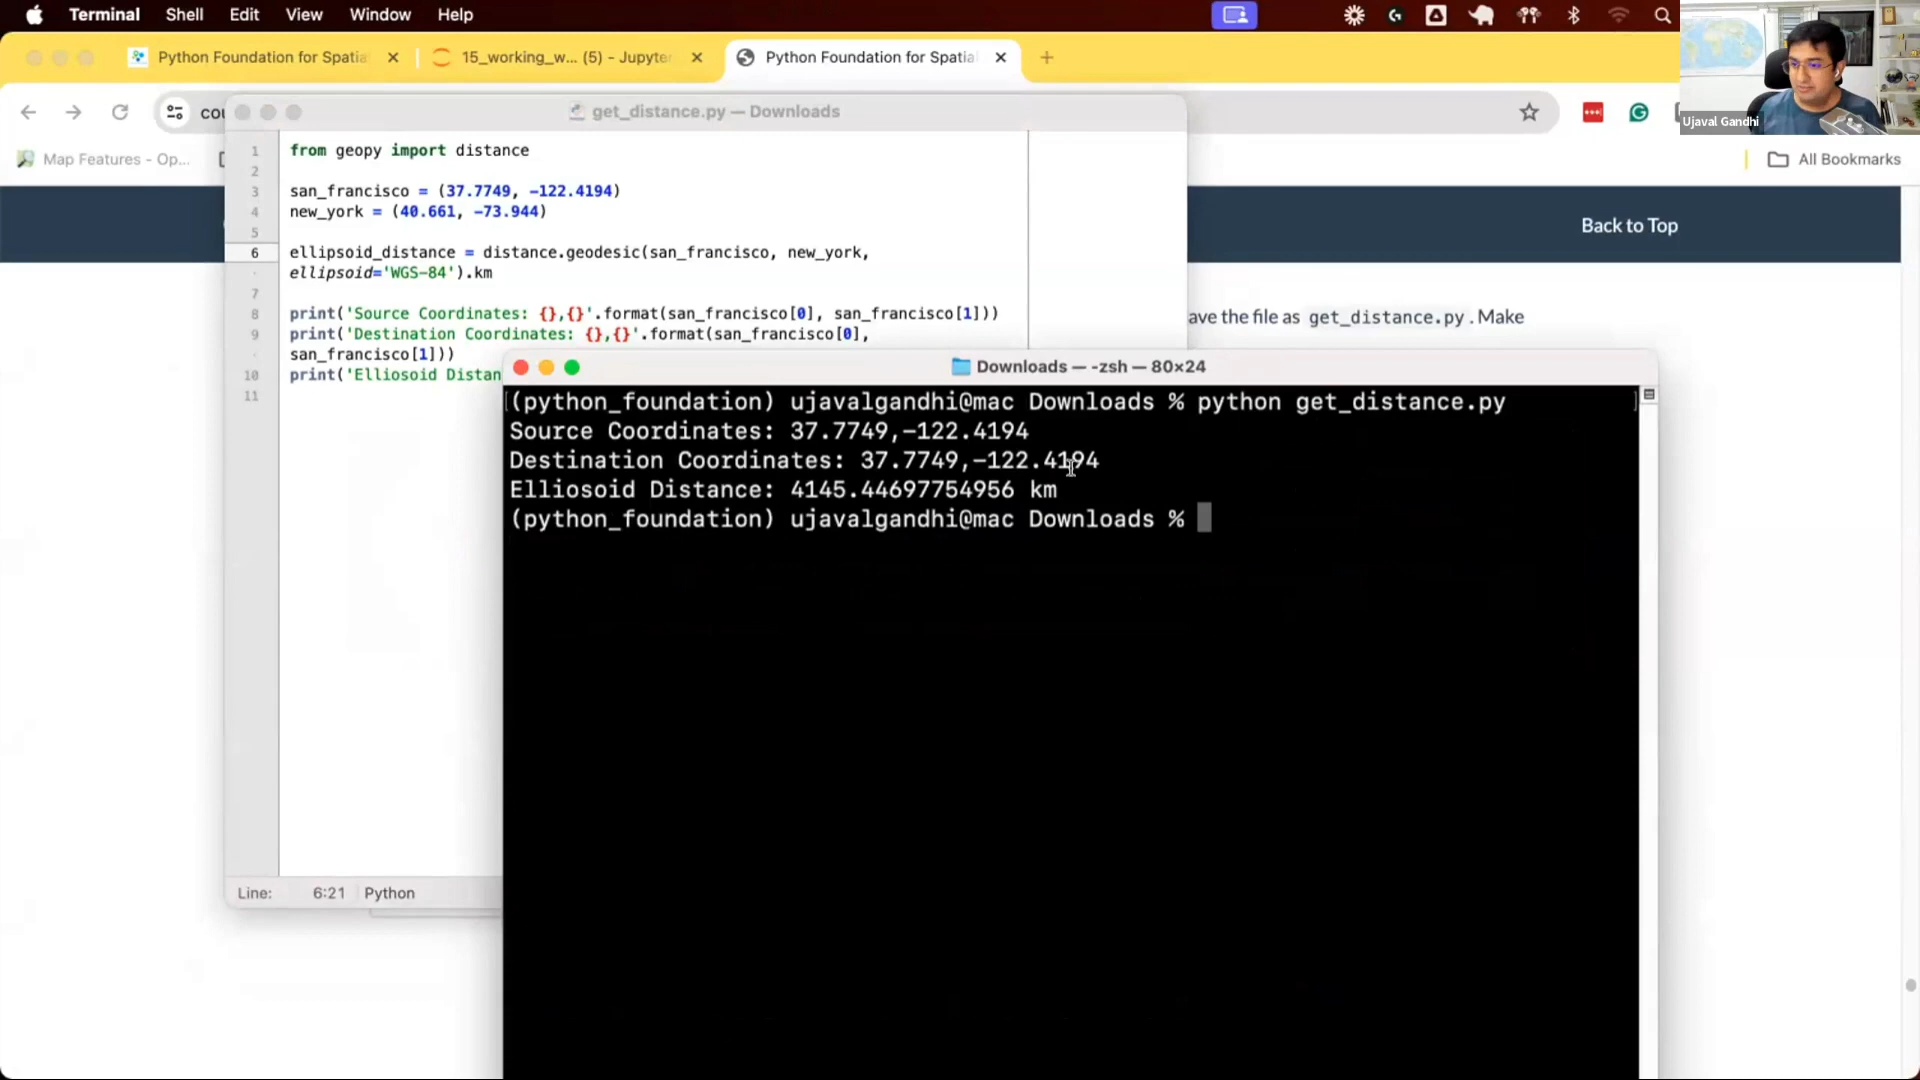 Terminal Shell Edit View Window Help
Python Foundation for Spatia 15_working_w... (5) - Jupyter Python Foundation for Spatia
Ujaval Gandhi
get_distance.py — Downloads
Map Features - Op...
All Bookmarks
Back to Top
1 from geopy import distance
2
3 san_francisco = (37.7749, -122.4194)
4 new_york = (40.661, -73.944)
5
6 ellipsoid_distance = distance.geodesic(san_francisco, new_york,
ellipsoid='WGS-84').km
7
8 print('Source Coordinates: {},{}'.format(san_francisco[0], san_francisco[1]))
9 print('Destination Coordinates: {},{}'.format(san_francisco[0],
san_francisco[1]))
10 print('Elliosoid Distan
11
ave the file as get_distance.py . Make
Downloads — -zsh — 80×24
(python_foundation) ujavalgandhi@mac Downloads % python get_distance.py
Source Coordinates: 37.7749,-122.4194
Destination Coordinates: 37.7749,-122.4194
Elliosoid Distance: 4145.44697754956 km
(python_foundation) ujavalgandhi@mac Downloads %
Line: 6:21 Python